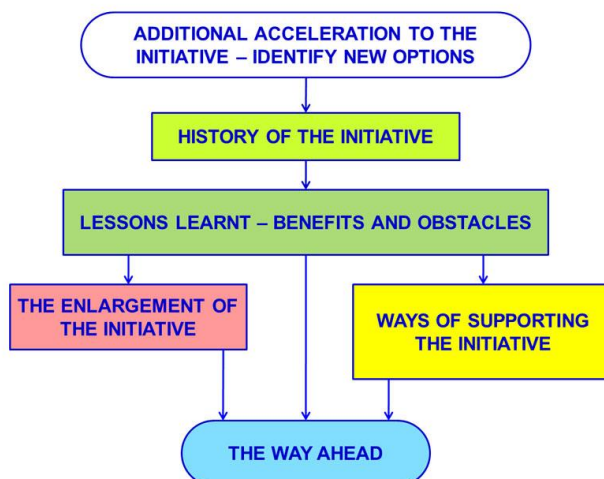 ADDITIONAL ACCELERATION TO THE
INITIATIVE – IDENTIFY NEW OPTIONS
HISTORY OF THE INITIATIVE
LESSONS LEARNT – BENEFITS AND OBSTACLES
THE ENLARGEMENT OF
THE INITIATIVE
WAYS OF SUPPORTING
THE INITIATIVE
THE WAY AHEAD